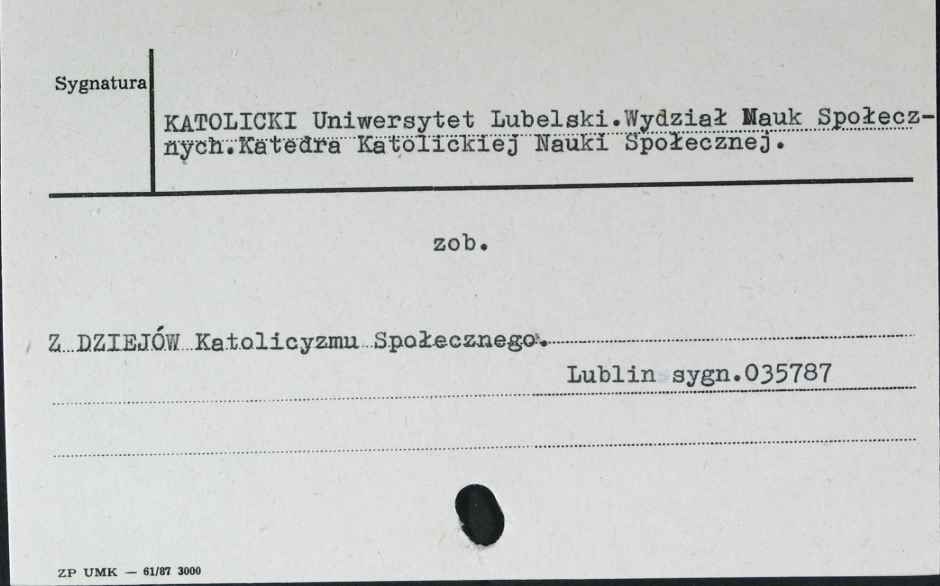 Sygnatura
KATOLICKI Uniwersytet Lubelski.Wydział Nauk Społecz-
nych.Katedra Katolickiej Nauki Społecznej.
zob.
Z DZIEJÓW Katolicyzmu Społecznego.
Lublin sygn.035787
ZP UMK — 61/87 3000